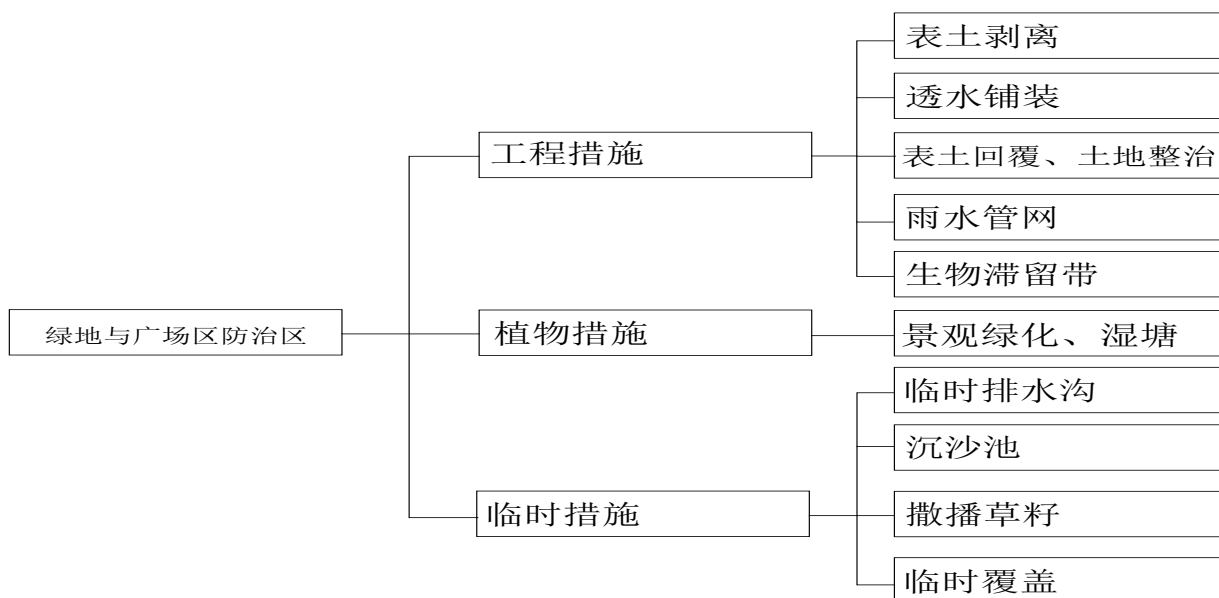 表土剥离
透水铺装
工程措施
表土回覆、土地整治
雨水管网
生物滞留带
绿地与广场区防治区
植物措施
景观绿化、湿塘
临时排水沟
沉沙池
临时措施
撒播草籽
临时覆盖